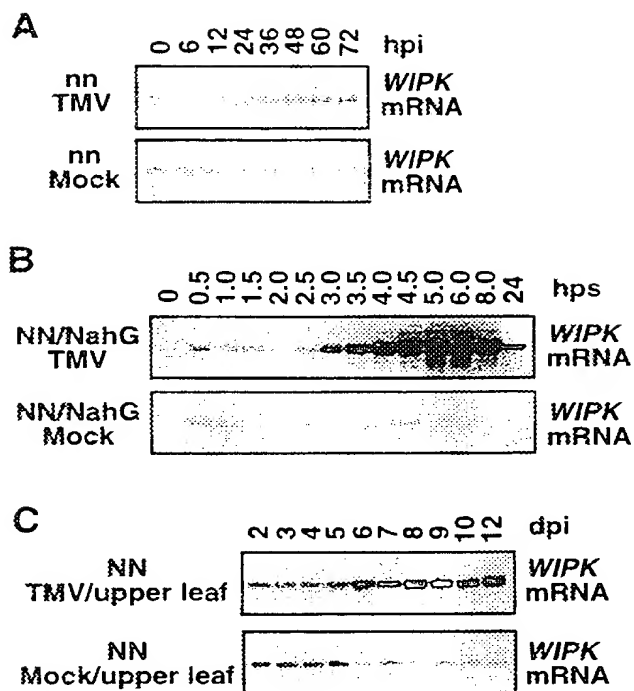 A
0 6 12 24 36 48 60 72 hpi
nn
TMV
WIPK
mRNA
nn
Mock
WIPK
mRNA
B
0 0.5 1.0 1.5 2.0 2.5 3.0 3.5 4.0 4.5 5.0 6.0 8.0 24 hps
NN/NahG
TMV
WIPK
mRNA
NN/NahG
Mock
WIPK
mRNA
C
2 3 4 5 6 7 8 9 10 12 dpi
NN
TMV/upper leaf
WIPK
mRNA
NN
Mock/upper leaf
WIPK
mRNA